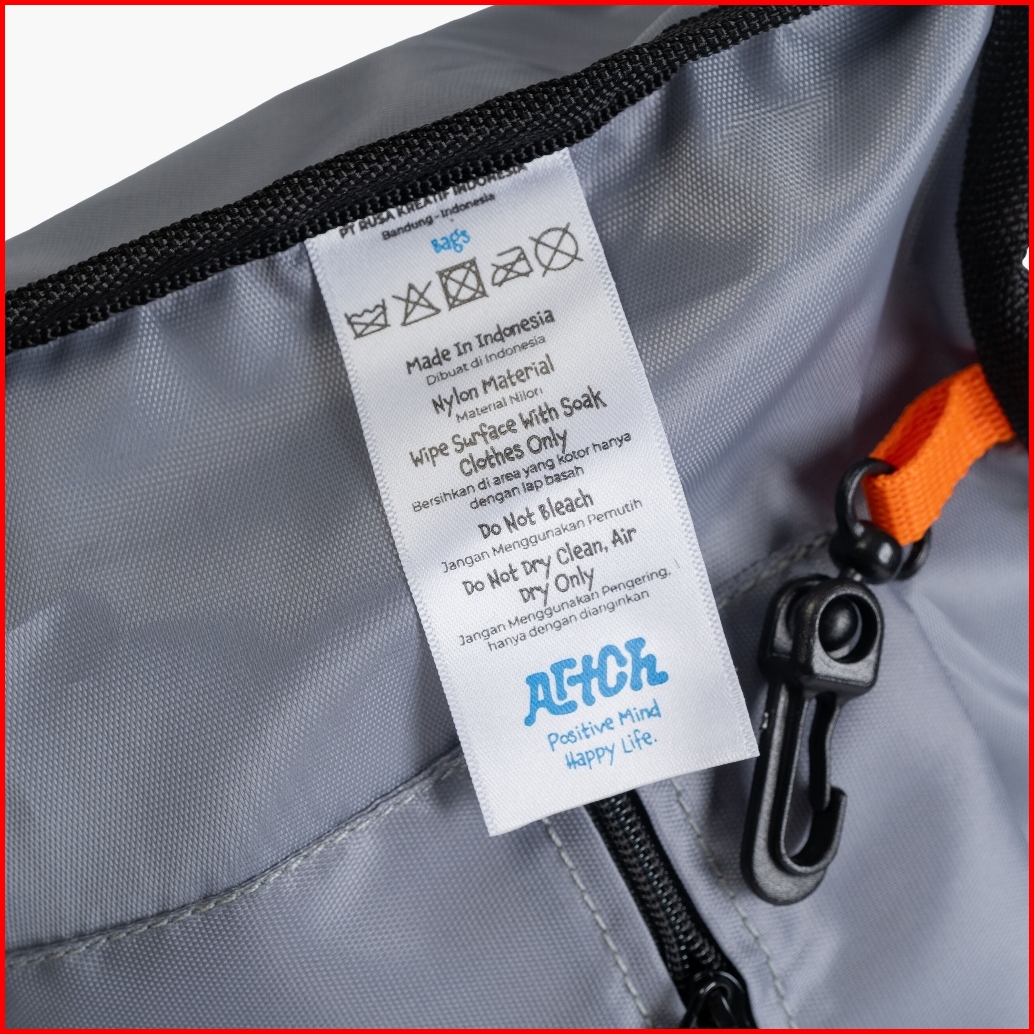 PT RUSA KREATIF INDONESIA
Bandung - Indonesia
Bags
Made In Indonesia
Dibuat di Indonesia
Nylon Material
Material Nilon
Wipe Surface With Soak
Clothes Only
Bersihkan di area yang kotor hanya
dengan lap basah
Do Not Bleach
Jangan Menggunakan Pemutih
Do Not Dry Clean, Air
Dry Only
Jangan Menggunakan Pengering,
hanya dengan dianginkan
Artch
Positive Mind
Happy Life.